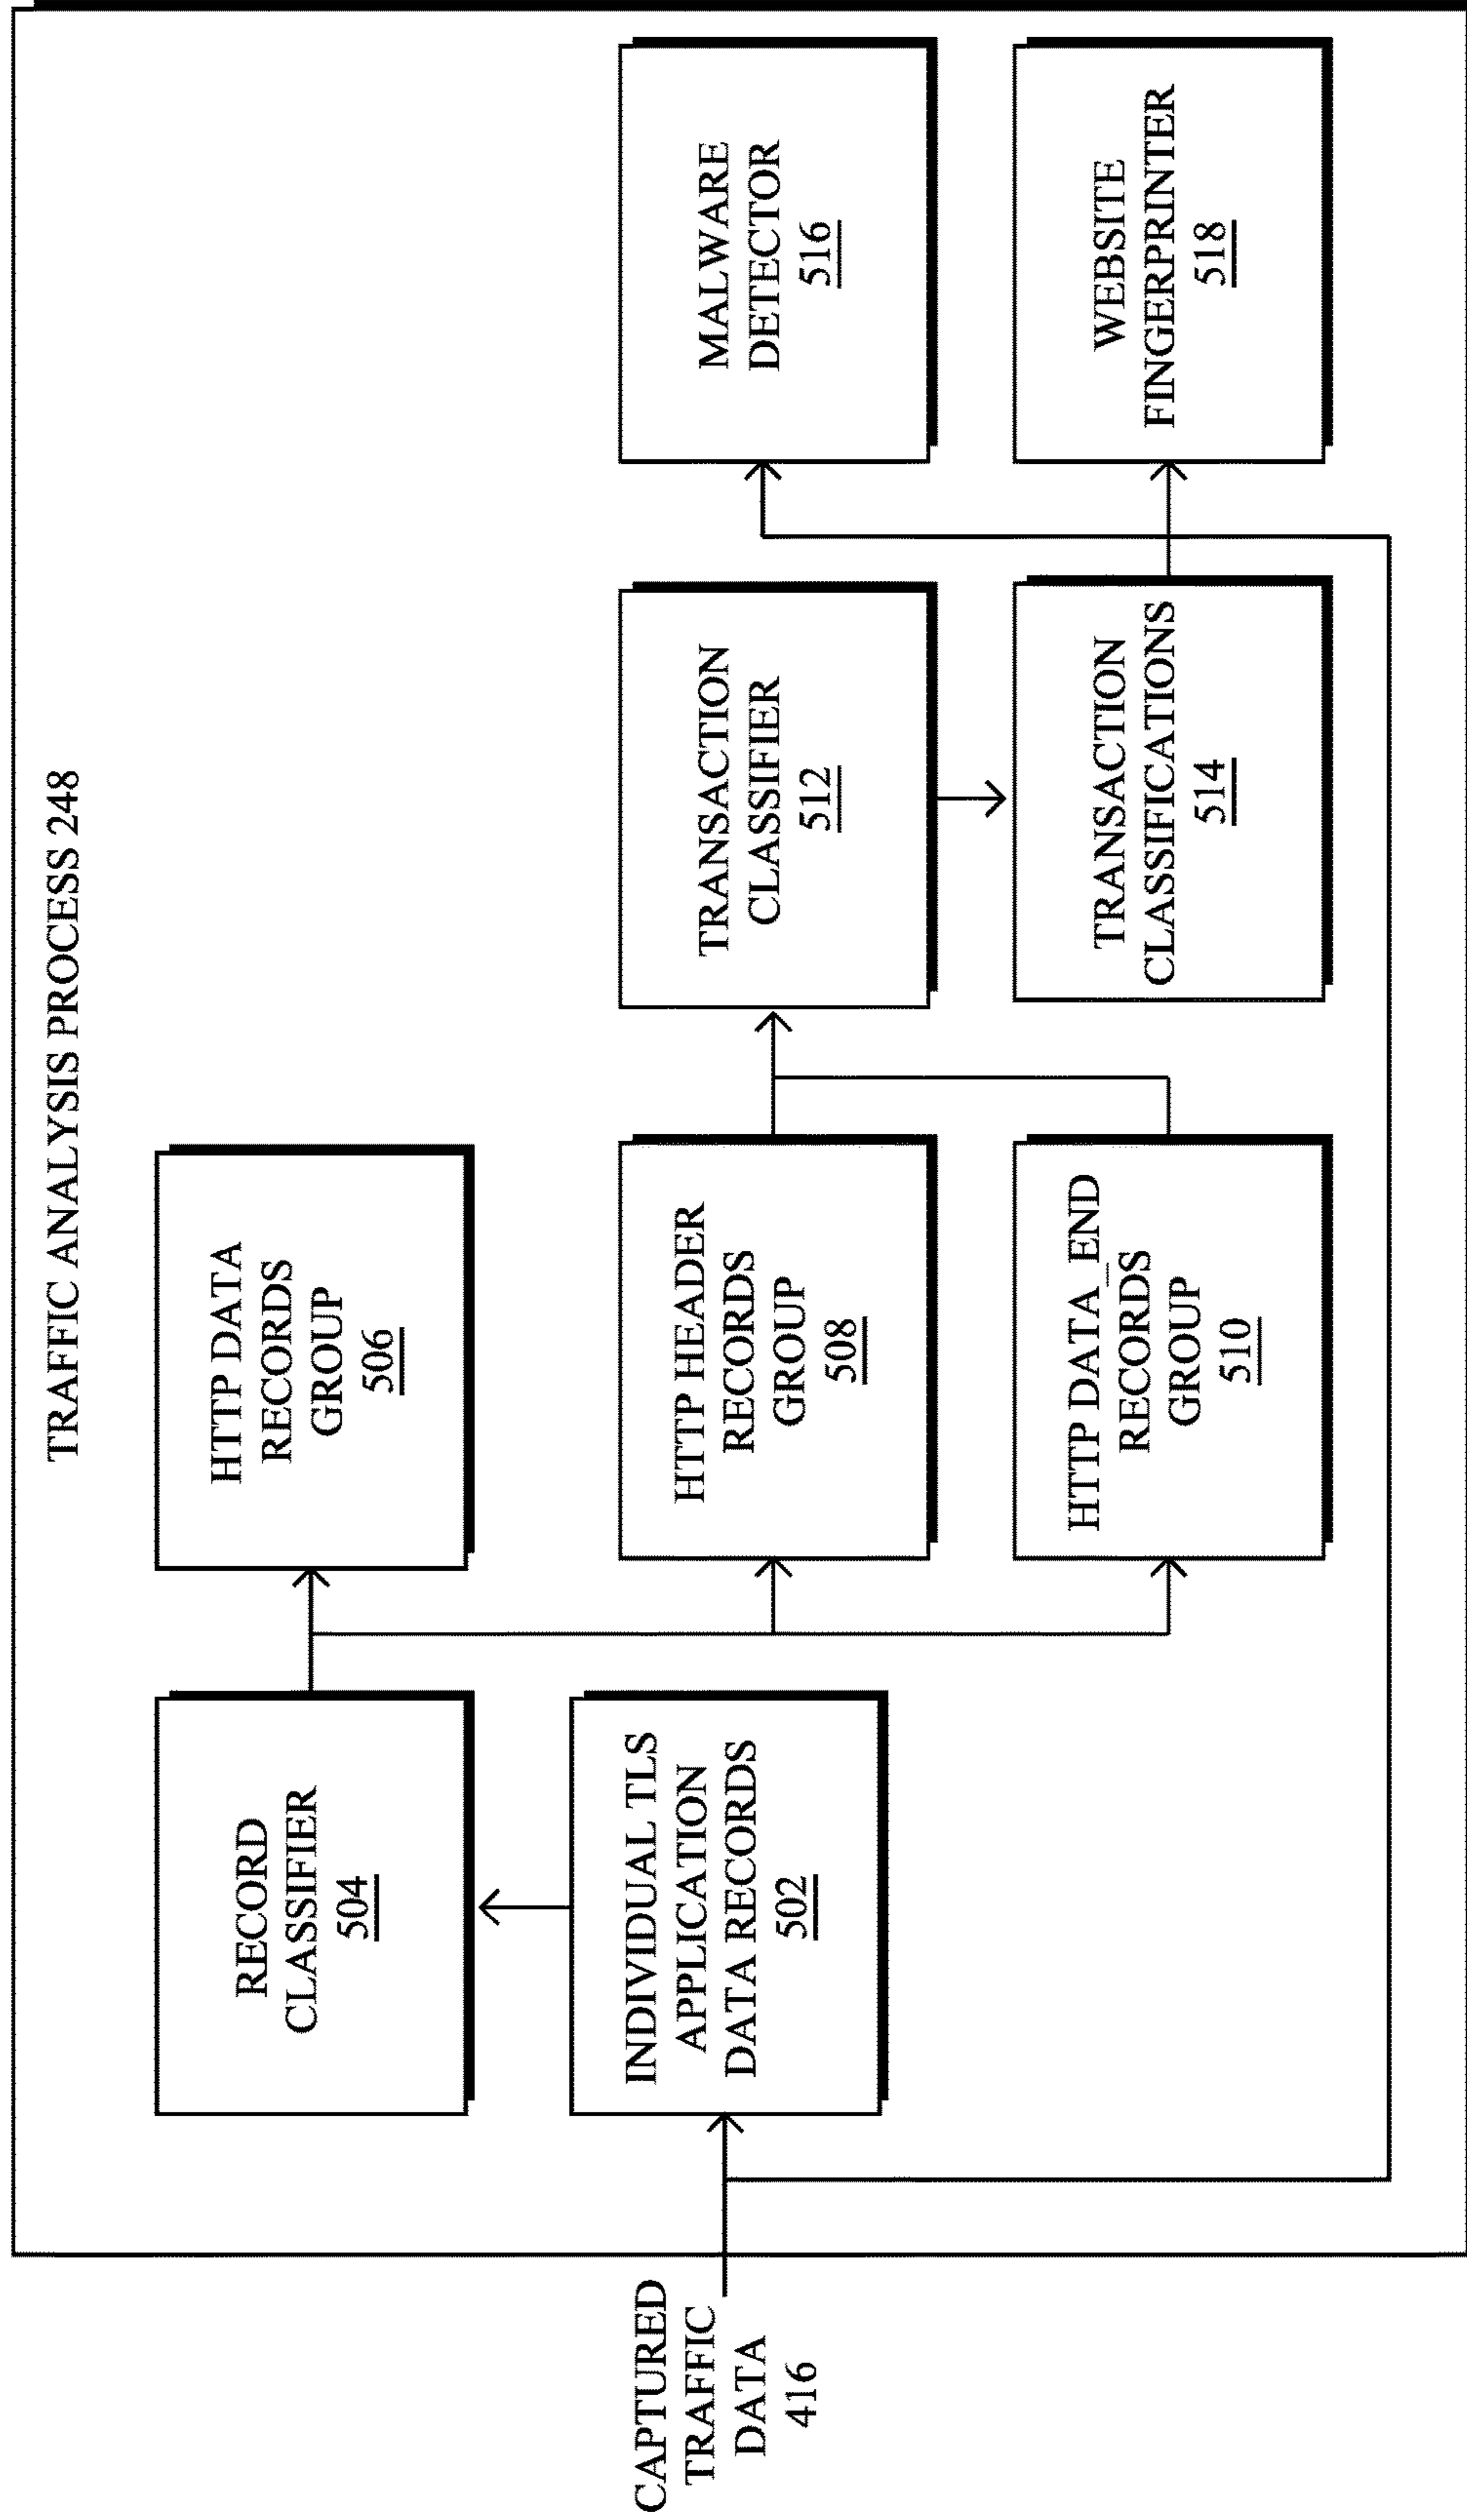 TRAFFIC ANALYSIS PROCESS 248
CAPTURED
TRAFFIC
DATA
416
RECORD
CLASSIFIER
504
INDIVIDUAL TLS
APPLICATION
DATA RECORDS
502
HTTP DATA
RECORDS
GROUP
506
HTTP HEADER
RECORDS
GROUP
508
HTTP DATA_END
RECORDS
GROUP
510
TRANSACTION
CLASSIFIER
512
TRANSACTION
CLASSIFICATIONS
514
MALWARE
DETECTOR
516
WEBSITE
FINGERPRINTER
518